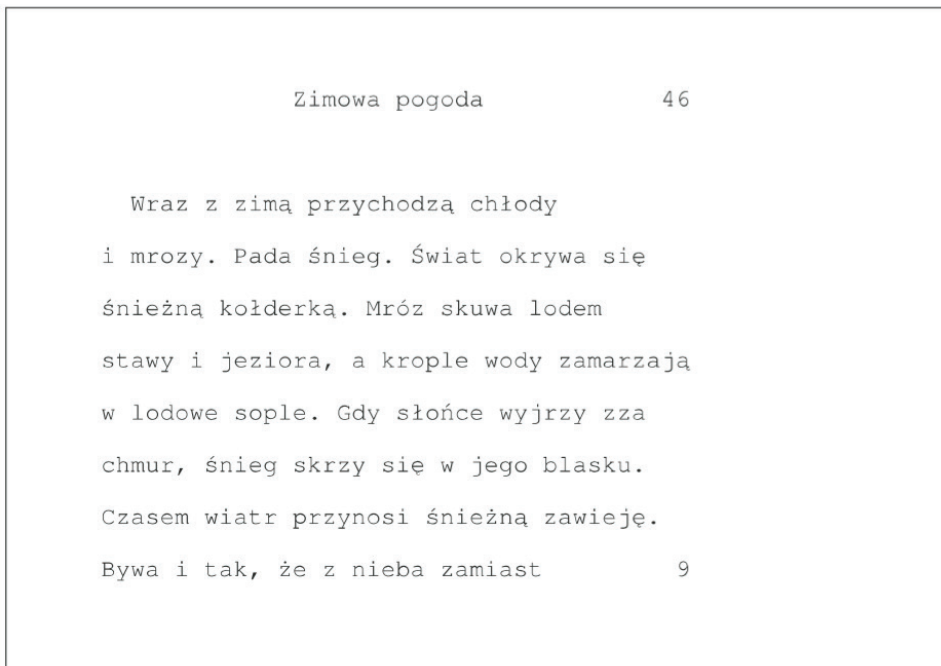 Zimowa pogoda 46
Wraz z zimą przychodzą chłody
i mrozy. Pada śnieg. Świat okrywa się
śnieżną kołderką. Mróz skuwa lodem
stawy i jeziora, a krople wody zamarzają
w lodowe sople. Gdy słońce wyjrzy zza
chmur, śnieg skrzy się w jego blasku.
Czasem wiatr przynosi śnieżną zawieję.
Bywa i tak, że z nieba zamiast 9